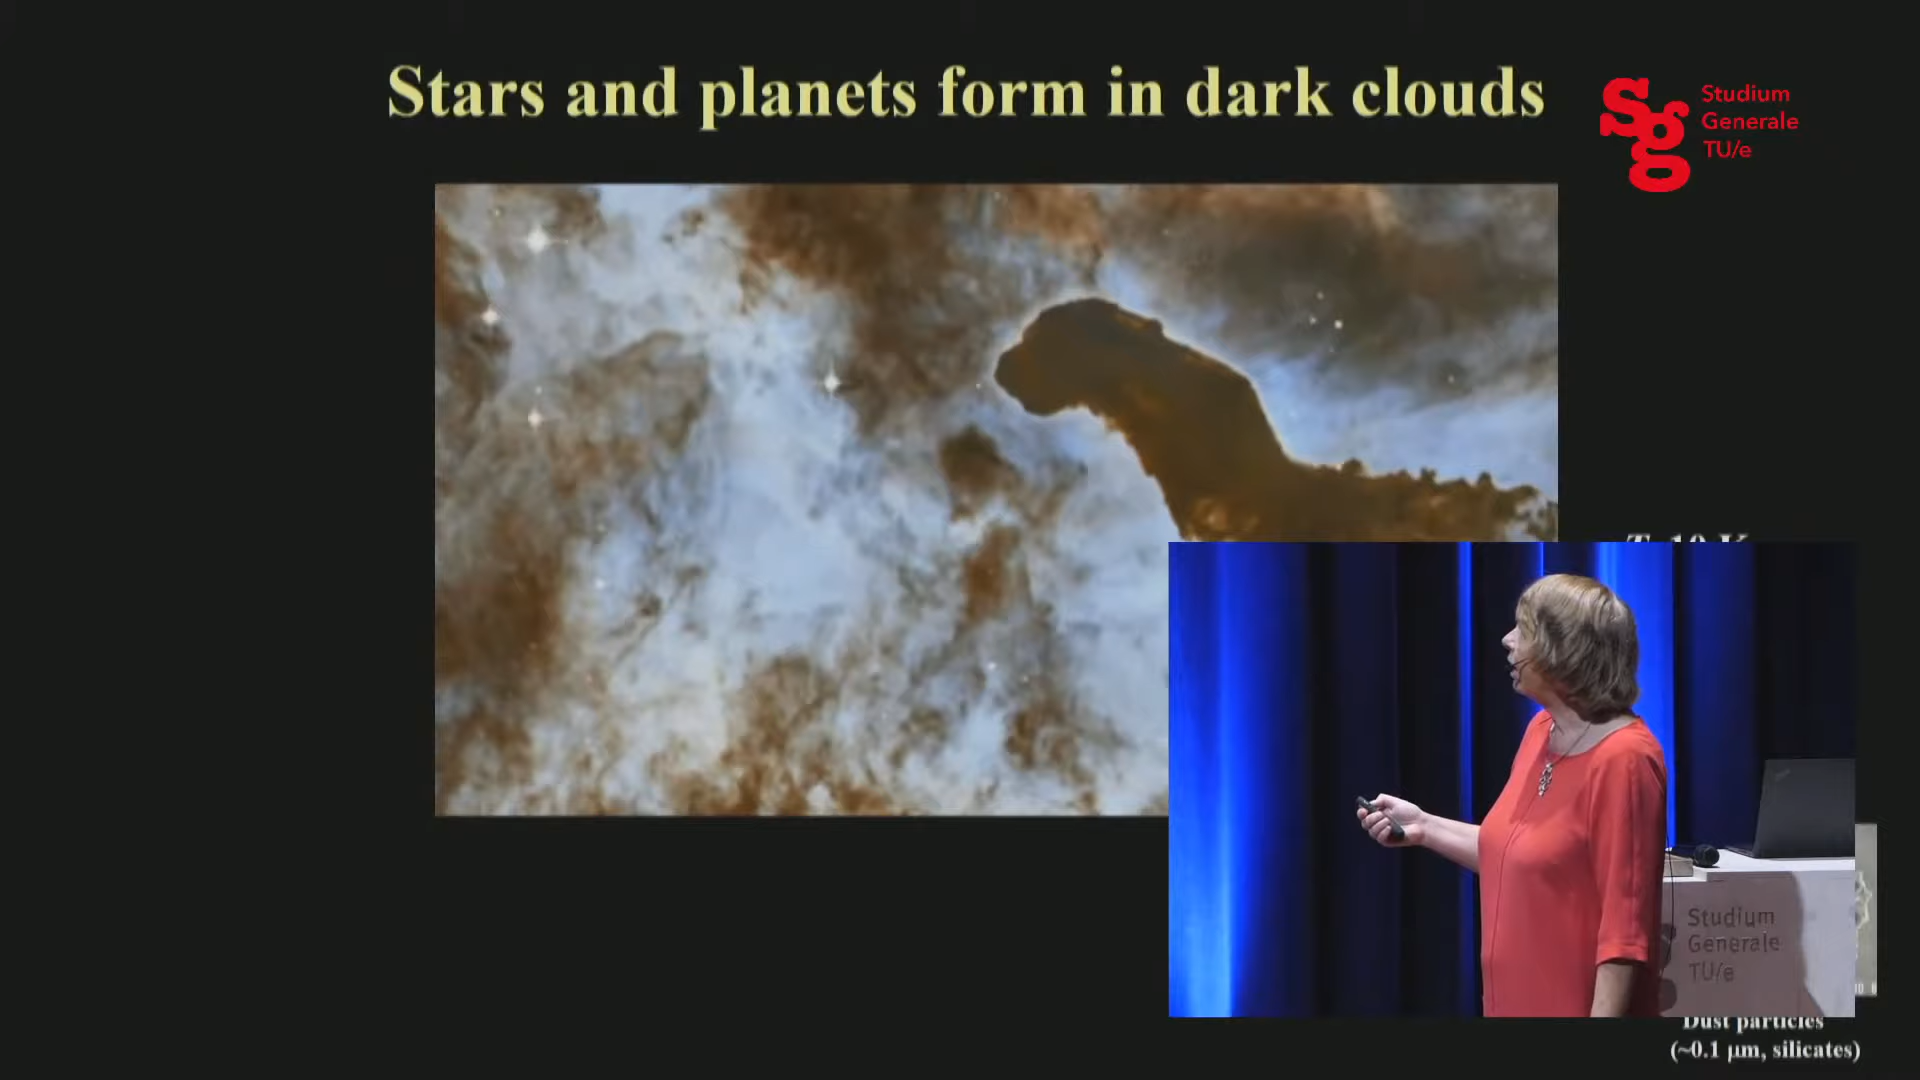 Stars and planets form in dark clouds
Sg
g
Studium
Generale
TU/e
Studium
Generale
TU/e
Dust particles
(~0.1 µm, silicates)